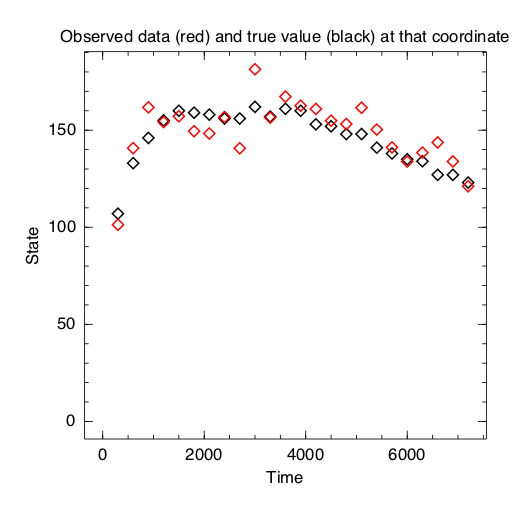 Observed data (red) and true value (black) at that coordinate
150
100
50
0
State
0 2000 4000 6000
Time